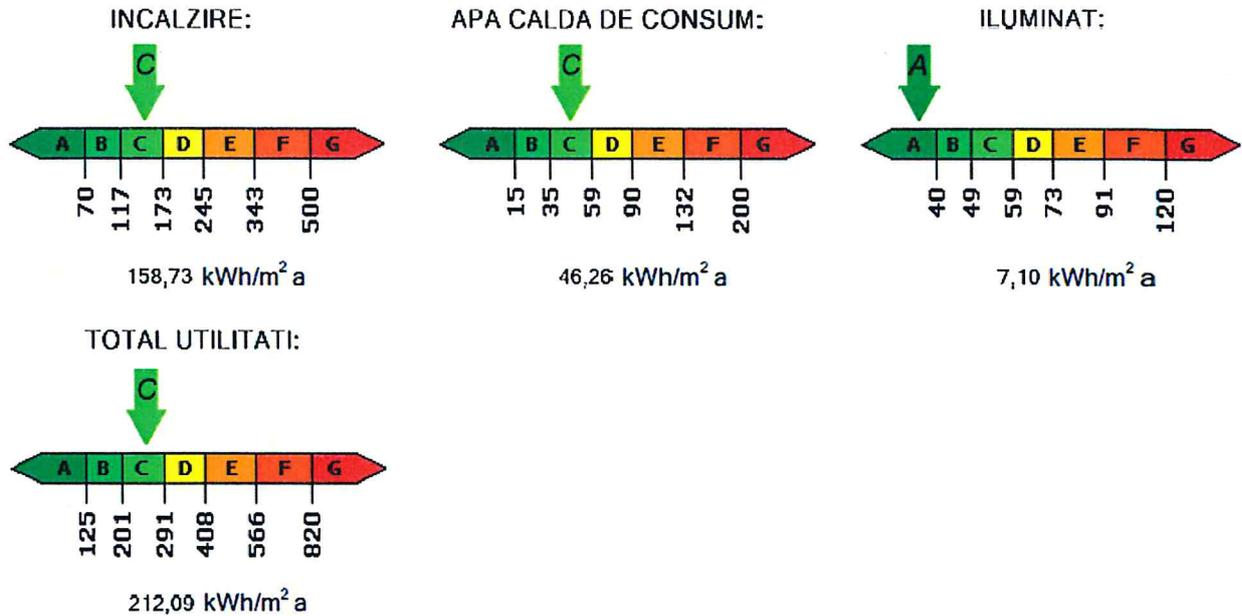 INCALZIRE:
C
A B C D E F G
70 117 173 245 343 500
158,73 kWh/m² a
APA CALDA DE CONSUM:
C
A B C D E F G
15 35 59 90 132 200
46,26 kWh/m² a
ILUMINAT:
A
A B C D E F G
40 49 59 73 91 120
7,10 kWh/m² a
TOTAL UTILITATI:
C
A B C D E F G
125 201 291 408 566 820
212,09 kWh/m² a